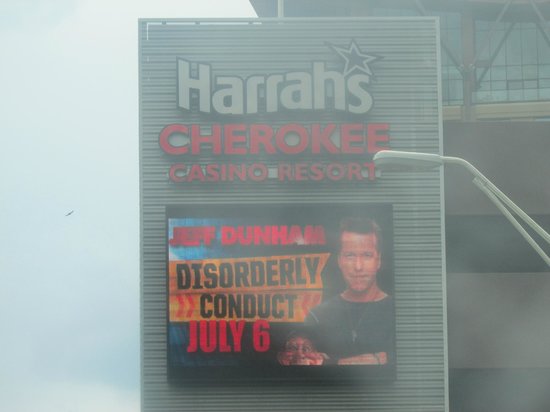 Harrah's
CHEROKEE
CASINO RESORT
JEFF DUNHAM
DISORDERLY
CONDUCT
JULY 6